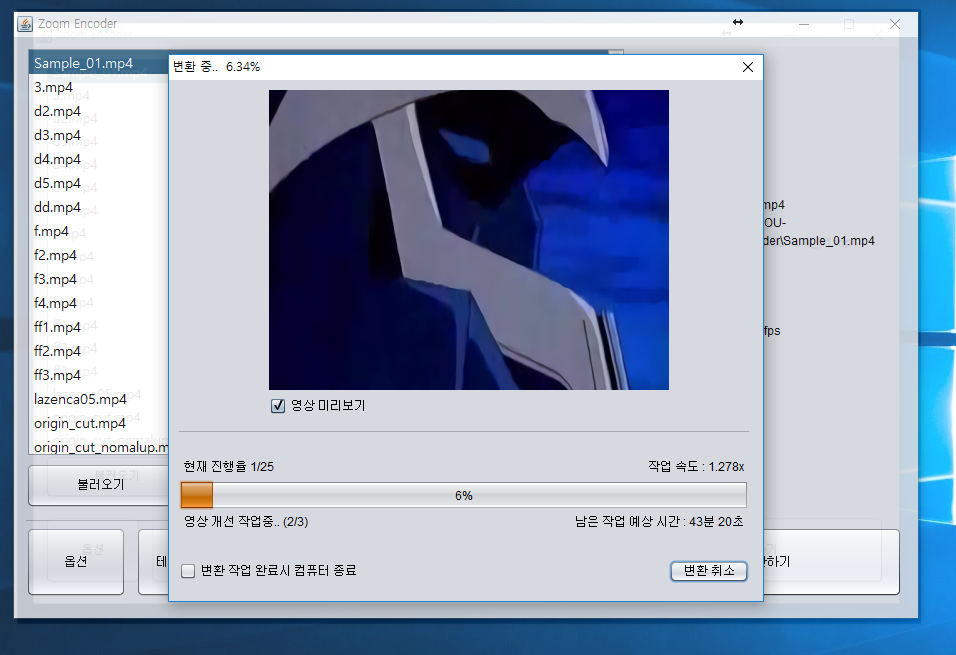 Zoom Encoder
Sample_01.mp4
3.mp4
d2.mp4
d3.mp4
d4.mp4
d5.mp4
dd.mp4
f.mp4
f2.mp4
f3.mp4
f4.mp4
ff1.mp4
ff2.mp4
ff3.mp4
lazenca05.mp4
origin_cut.mp4
origin_cut_nomalup.m
불러오기
옵션
테
변환 중.. 6.34%
영상 미리보기
현재 진행율 1/25
작업 속도 : 1.278x
6%
영상 개선 작업중.. (2/3)
남은 작업 예상 시간 : 43분 20초
변환 작업 완료시 컴퓨터 종료
변환 취소
mp4
OU-
der\Sample_01.mp4
fps
하기